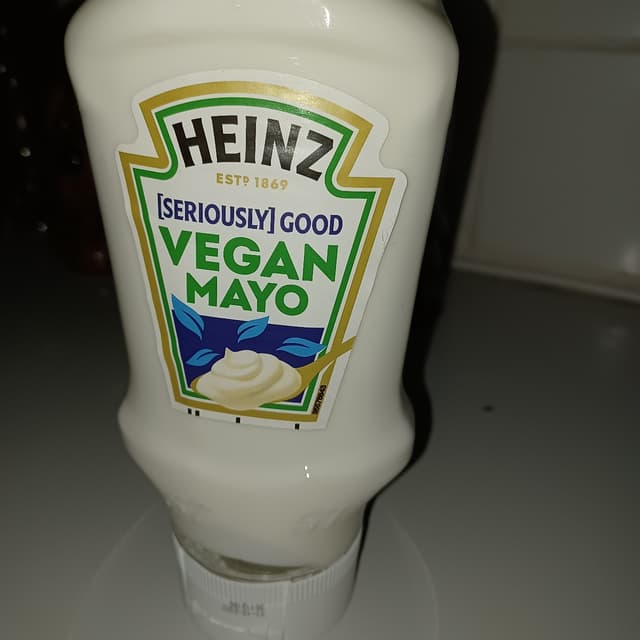 HEINZ
ESTD 1869
[SERIOUSLY] GOOD
VEGAN
MAYO